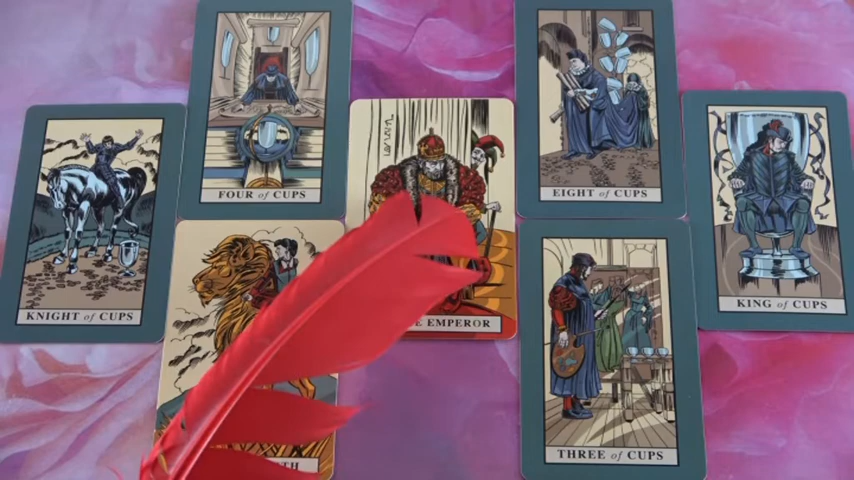 FOUR of CUPS
EIGHT of CUPS
KNIGHT of CUPS
EMPEROR
KING of CUPS
THREE of CUPS